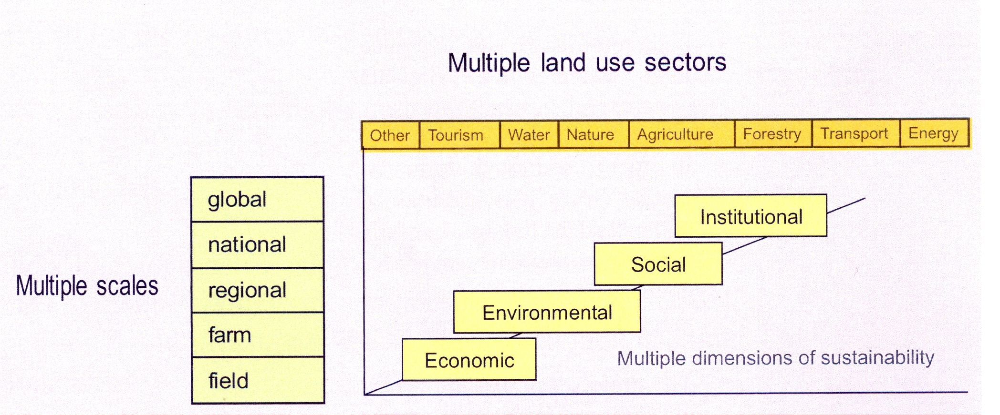 Multiple land use sectors
Other Tourism Water Nature Agriculture Forestry Transport Energy
global
national
regional
farm
field
Multiple scales
Institutional
Social
Environmental
Economic
Multiple dimensions of sustainability